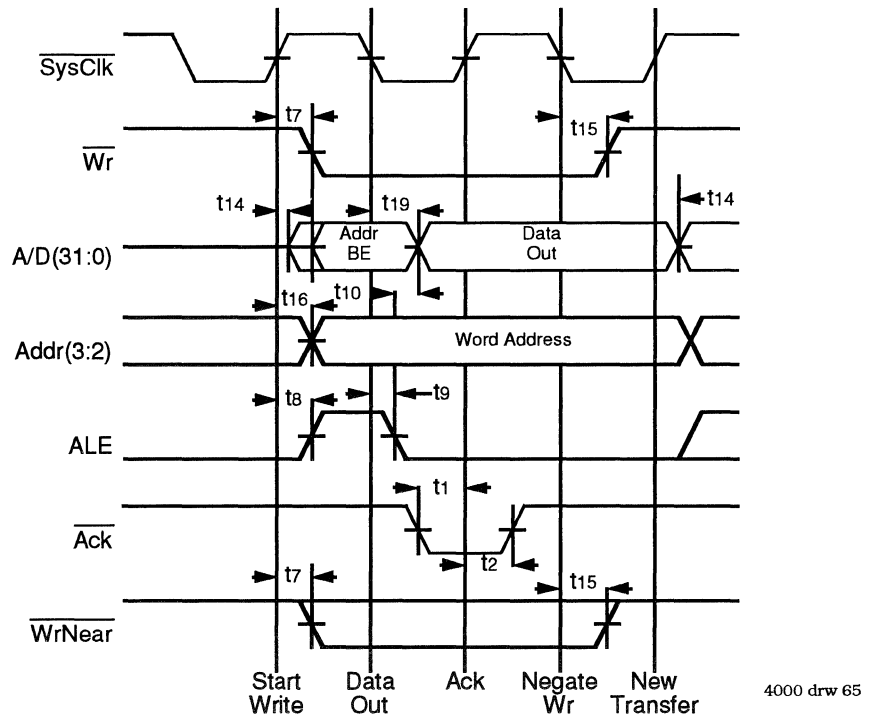 SysClk
t7
t15
Wr
t14
t19
t14
Addr
BE
Data
Out
A/D(31:0)
t16
t10
Word Address
Addr(3:2)
t8
t9
ALE
t1
Ack
t2
t7
t15
WrNear
Start
Write
Data
Out
Ack
Negate
Wr
New
Transfer
4000 drw 65